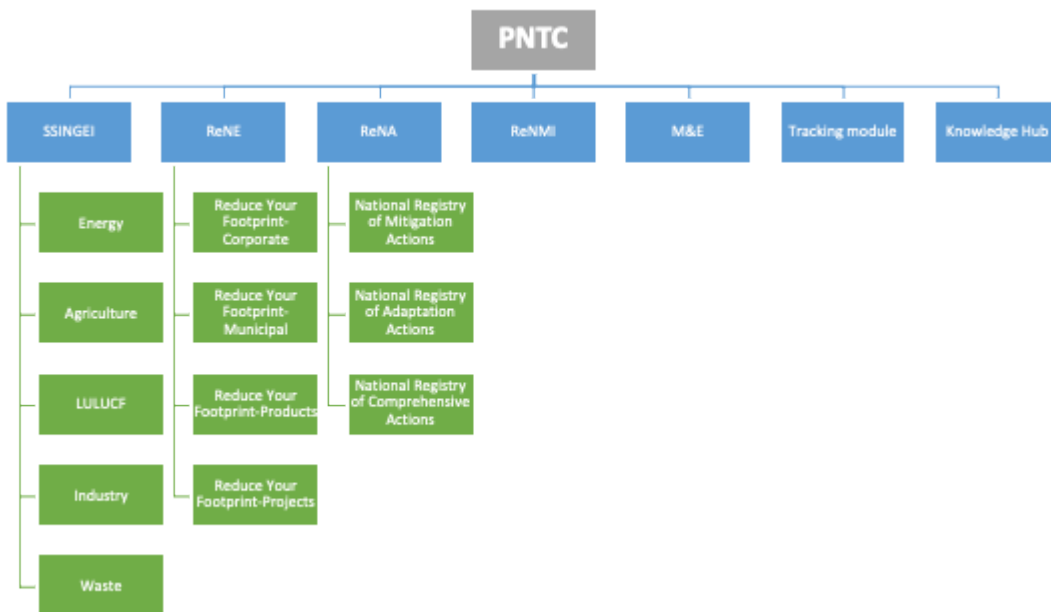 PNTC
SSINGEI
ReNE
ReNA
ReNMI
M&E
Tracking module
Knowledge Hub
Energy
Agriculture
LULUCF
Industry
Waste
Reduce Your
Footprint-
Corporate
Reduce Your
Footprint-
Municipal
Reduce Your
Footprint-Products
Reduce Your
Footprint-Projects
National Registry
of Mitigation
Actions
National Registry
of Adaptation
Actions
National Registry
of Comprehensive
Actions